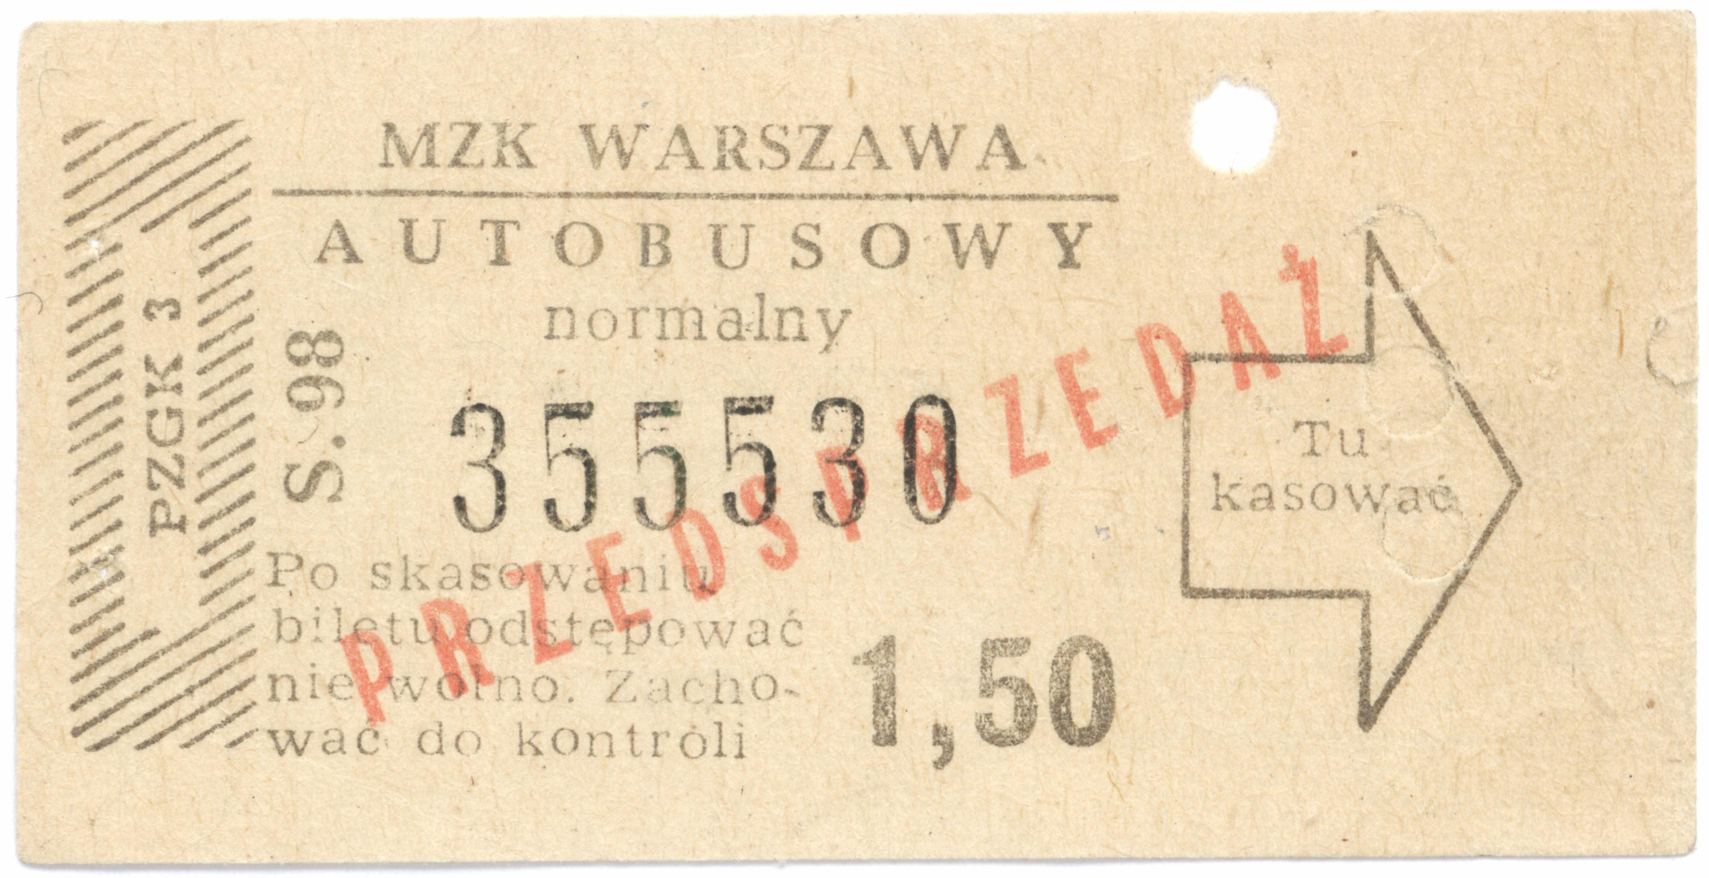 MZK WARSZAWA
AUTOBUSOWY
normalny
PZGK 3
S. 98
355530
PRZEDSPRZEDAŻ
Po skasowaniu
biletu odstępować
nie wolno. Zacho-
wać do kontroli
1,50
Tu
kasować